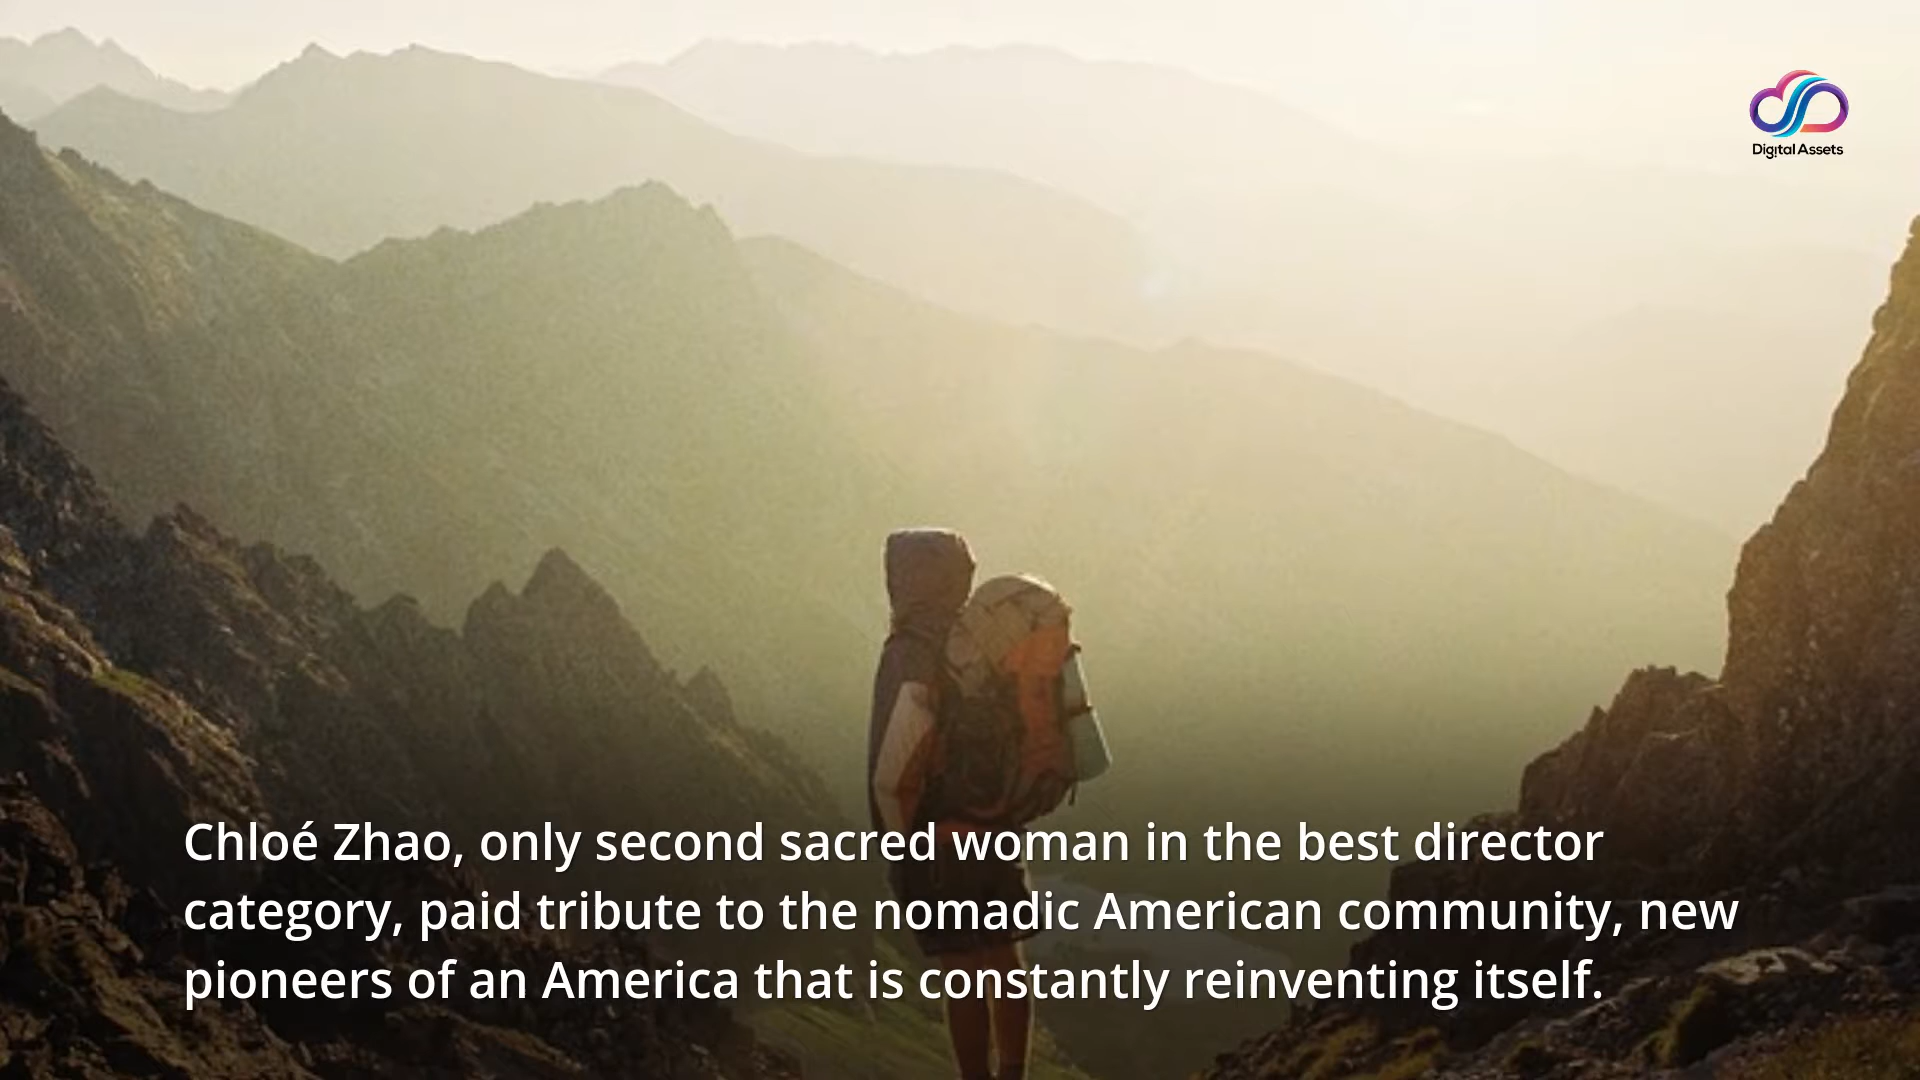 Digital Assets
Chloé Zhao, only second sacred woman in the best director
category, paid tribute to the nomadic American community, new
pioneers of an America that is constantly reinventing itself.